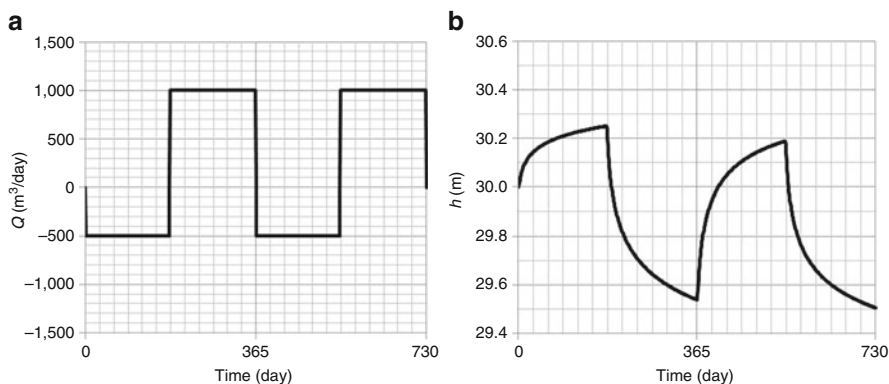 a
1,500
1,000
500
0
−500
−1,000
−1,500
Q (m³/day)
0 365 730
Time (day)
b
30.6
30.4
30.2
30.0
29.8
29.6
29.4
h (m)
0 365 730
Time (day)